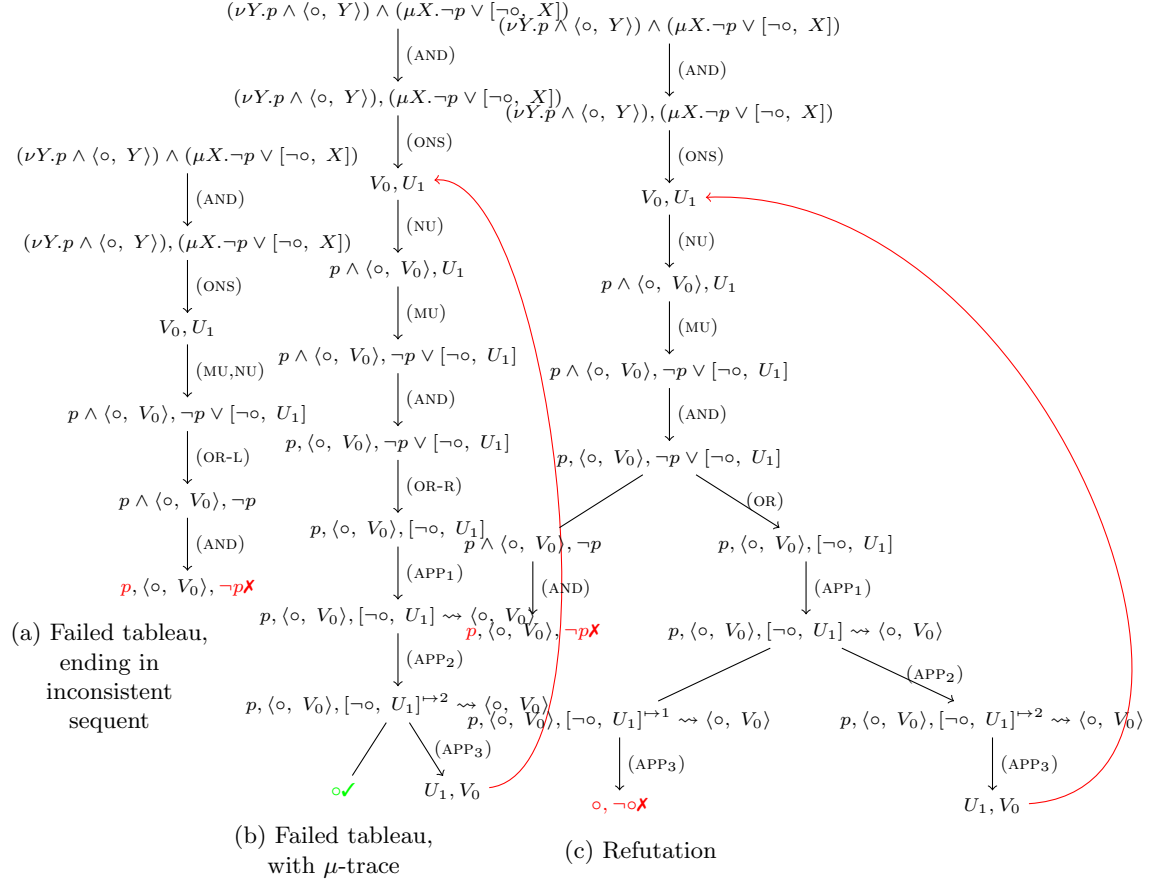 (νY.p ∧ ⟨◦, Y⟩) ∧ (μX.¬p ∨ [¬◦, X])
(AND)
(νY.p ∧ ⟨◦, Y⟩), (μX.¬p ∨ [¬◦, X])
(ONS)
V₀, U₁
(MU,NU)
p ∧ ⟨◦, V₀⟩, ¬p ∨ [¬◦, U₁]
(OR-L)
p ∧ ⟨◦, V₀⟩, ¬p
(AND)
p, ⟨◦, V₀⟩, ¬p✗
(a) Failed tableau,
ending in
inconsistent
sequent
(νY.p ∧ ⟨◦, Y⟩) ∧ (μX.¬p ∨ [¬◦, X])
(AND)
(νY.p ∧ ⟨◦, Y⟩), (μX.¬p ∨ [¬◦, X])
(ONS)
V₀, U₁
(NU)
p ∧ ⟨◦, V₀⟩, U₁
(MU)
p ∧ ⟨◦, V₀⟩, ¬p ∨ [¬◦, U₁]
(AND)
p, ⟨◦, V₀⟩, ¬p ∨ [¬◦, U₁]
(OR-R)
p, ⟨◦, V₀⟩, [¬◦, U₁]
(APP₁)
p, ⟨◦, V₀⟩, [¬◦, U₁] ⇝ ⟨◦, V₀⟩
(APP₂)
p, ⟨◦, V₀⟩, [¬◦, U₁]^{↦2} ⇝ ⟨◦, V₀⟩
(APP₃)
◦✓
U₁, V₀
(b) Failed tableau,
with μ-trace
(νY.p ∧ ⟨◦, Y⟩) ∧ (μX.¬p ∨ [¬◦, X])
(AND)
(νY.p ∧ ⟨◦, Y⟩), (μX.¬p ∨ [¬◦, X])
(ONS)
V₀, U₁
(NU)
p ∧ ⟨◦, V₀⟩, U₁
(MU)
p ∧ ⟨◦, V₀⟩, ¬p ∨ [¬◦, U₁]
(AND)
p, ⟨◦, V₀⟩, ¬p ∨ [¬◦, U₁]
(OR)
p ∧ ⟨◦, V₀⟩, ¬p
(AND)
p, ⟨◦, V₀⟩, ¬p✗
p, ⟨◦, V₀⟩, [¬◦, U₁]
(APP₁)
p, ⟨◦, V₀⟩, [¬◦, U₁] ⇝ ⟨◦, V₀⟩
(APP₂)
p, ⟨◦, V₀⟩, [¬◦, U₁]^{↦1} ⇝ ⟨◦, V₀⟩
(APP₃)
◦, ¬◦✗
p, ⟨◦, V₀⟩, [¬◦, U₁]^{↦2} ⇝ ⟨◦, V₀⟩
(APP₃)
U₁, V₀
(c) Refutation